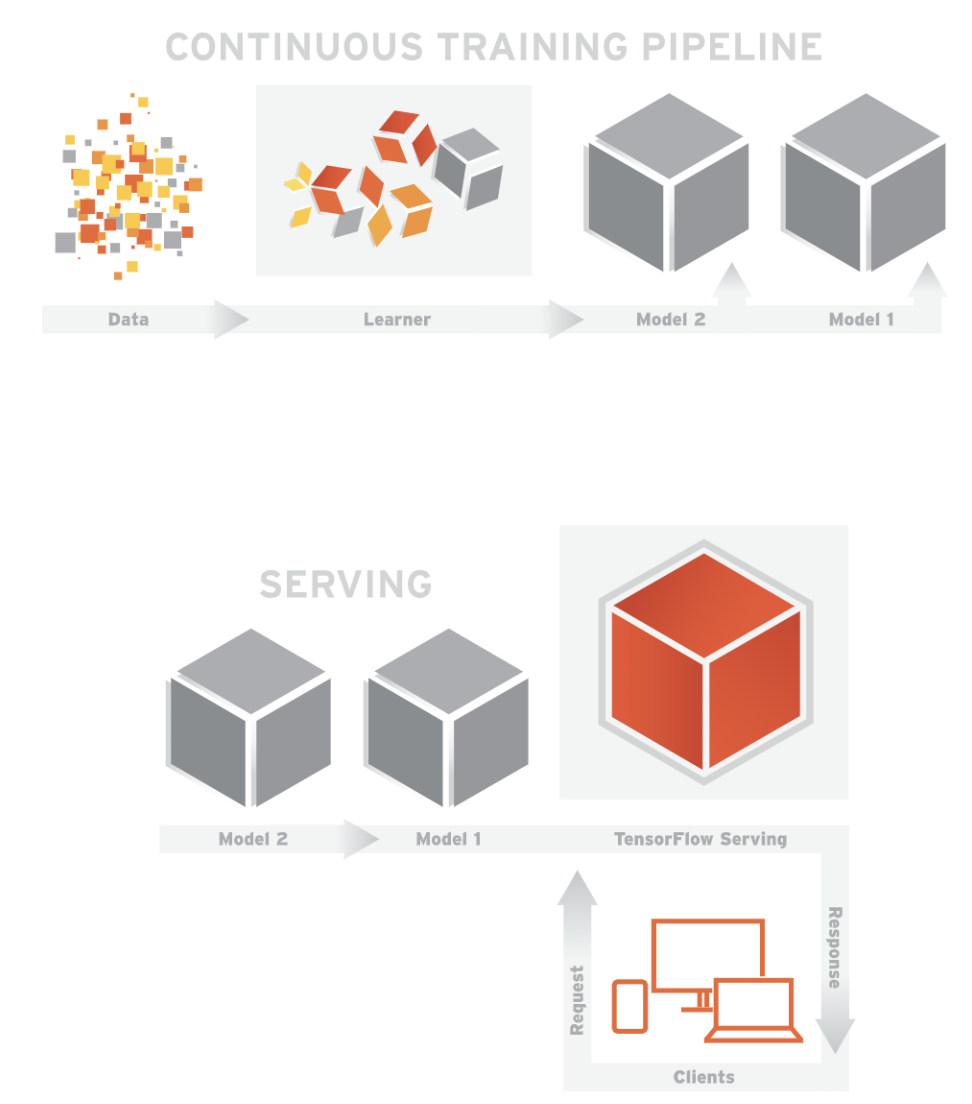 CONTINUOUS TRAINING PIPELINE
Data
Learner
Model 2
Model 1
SERVING
Model 2
Model 1
TensorFlow Serving
Request
Response
Clients